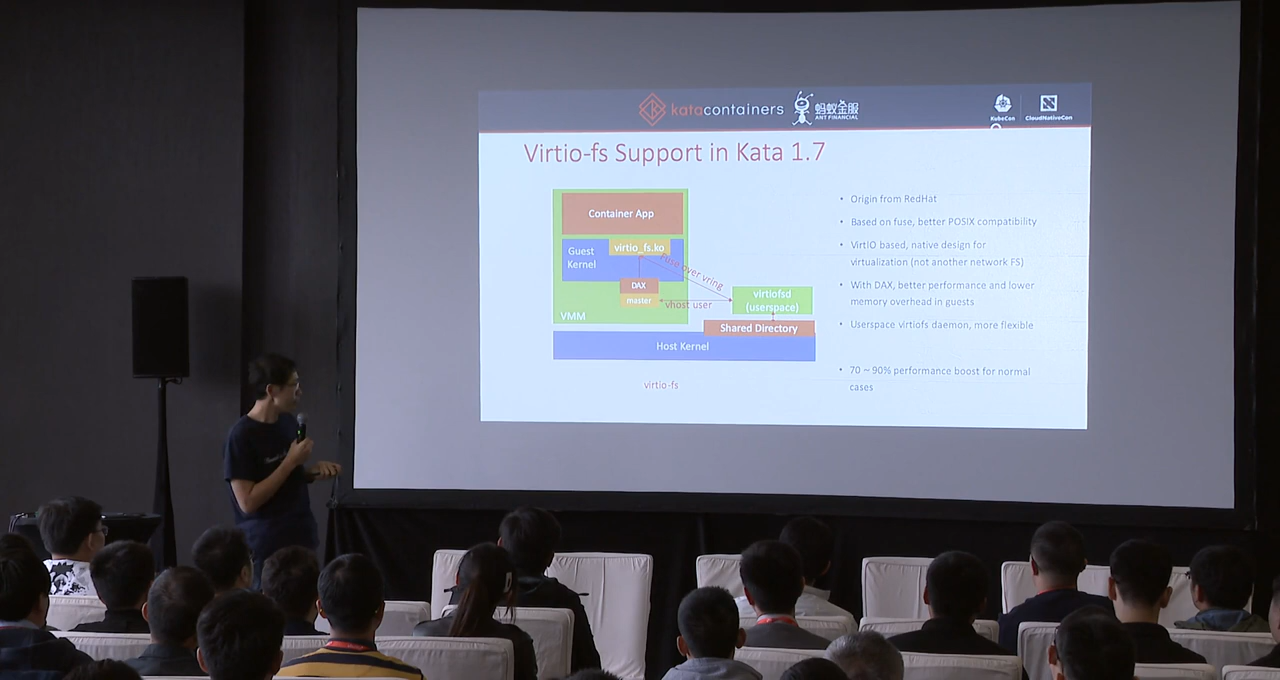 katacontainers
蚂蚁金服
ANT FINANCIAL
KubeCon
CloudNativeCon
Virtio-fs Support in Kata 1.7
Container App
Guest
Kernel
virtio_fs.ko
Fuse over vring
DAX
master
vhost user
virtiofsd
(userspace)
VMM
Shared Directory
Host Kernel
virtio-fs
• Origin from RedHat
• Based on fuse, better POSIX compatibility
• VirtIO based, native design for
virtualization (not another network FS)
• With DAX, better performance and lower
memory overhead in guests
• Userspace virtiofs daemon, more flexible
• 70 ~ 90% performance boost for normal
cases